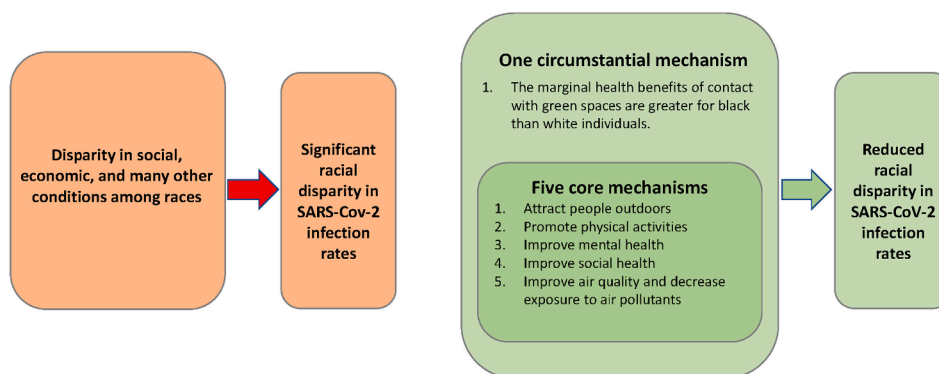 Disparity in social,
economic, and many other
conditions among races
Significant
racial
disparity in
SARS-Cov-2
infection
rates
One circumstantial mechanism
1. The marginal health benefits of contact
with green spaces are greater for black
than white individuals.
Five core mechanisms
1. Attract people outdoors
2. Promote physical activities
3. Improve mental health
4. Improve social health
5. Improve air quality and decrease
exposure to air pollutants
Reduced
racial
disparity in
SARS-CoV-2
infection
rates